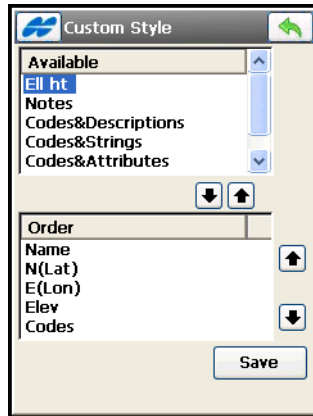 Custom Style
Available
Ell ht
Notes
Codes&Descriptions
Codes&Strings
Codes&Attributes
Order
Name
N(Lat)
E(Lon)
Elev
Codes
Save